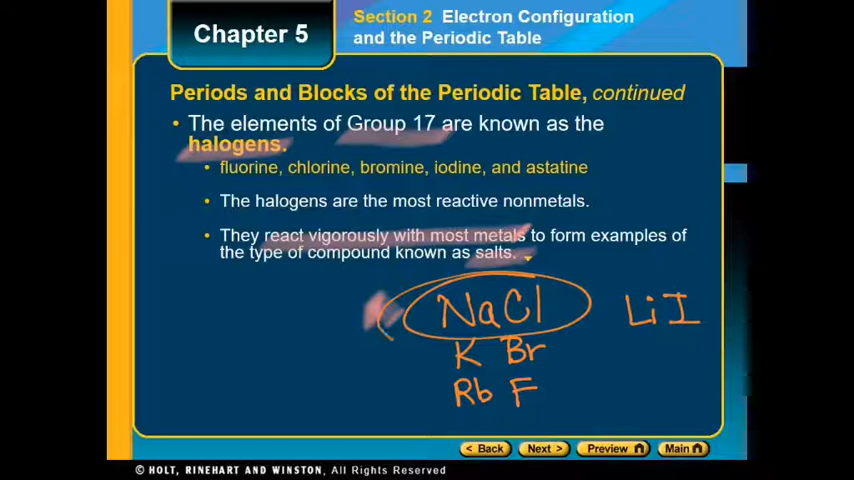 Chapter 5
Section 2 Electron Configuration
and the Periodic Table
Periods and Blocks of the Periodic Table, continued
• The elements of Group 17 are known as the
halogens.
• fluorine, chlorine, bromine, iodine, and astatine
• The halogens are the most reactive nonmetals.
• They react vigorously with most metals to form examples of
the type of compound known as salts.
NaCl LiI
K Br
Rb F
< Back Next > Preview Main
© HOLT, RINEHART AND WINSTON, All Rights Reserved